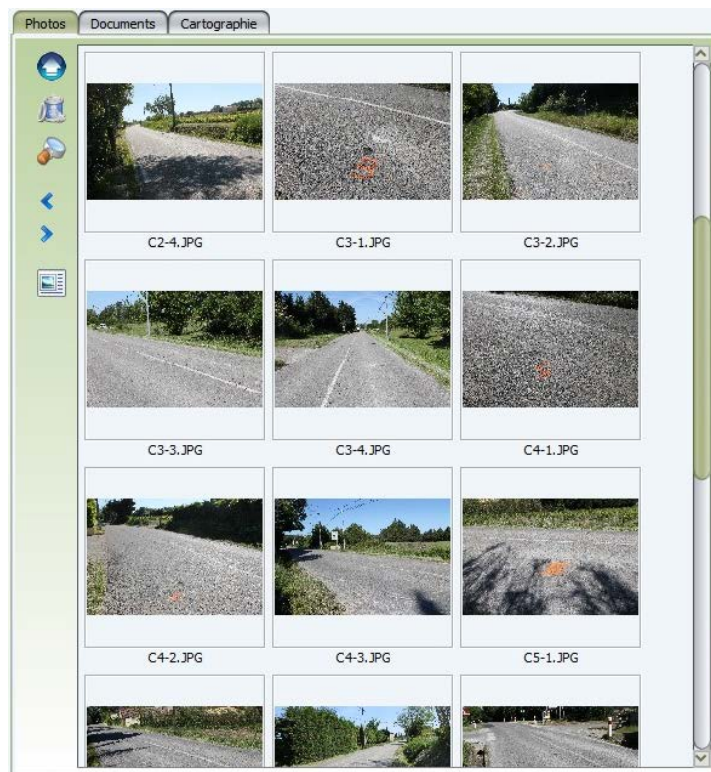 Photos Documents Cartographie
C2-4.JPG C3-1.JPG C3-2.JPG
C3-3.JPG C3-4.JPG C4-1.JPG
C4-2.JPG C4-3.JPG C5-1.JPG